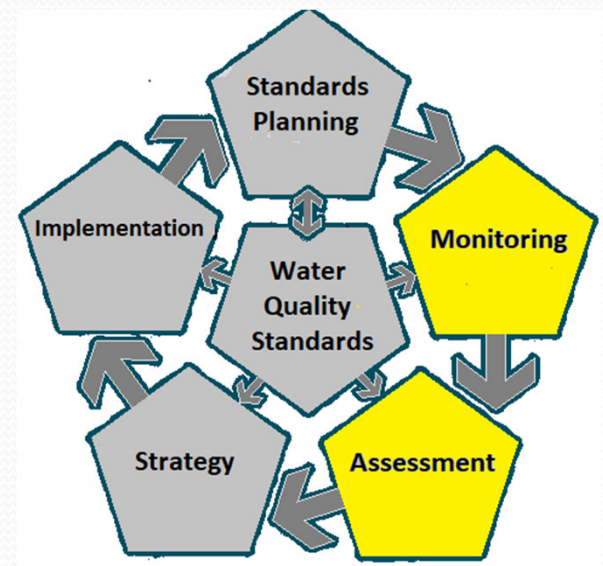 Standards
Planning
Implementation
Monitoring
Water
Quality
Standards
Strategy
Assessment